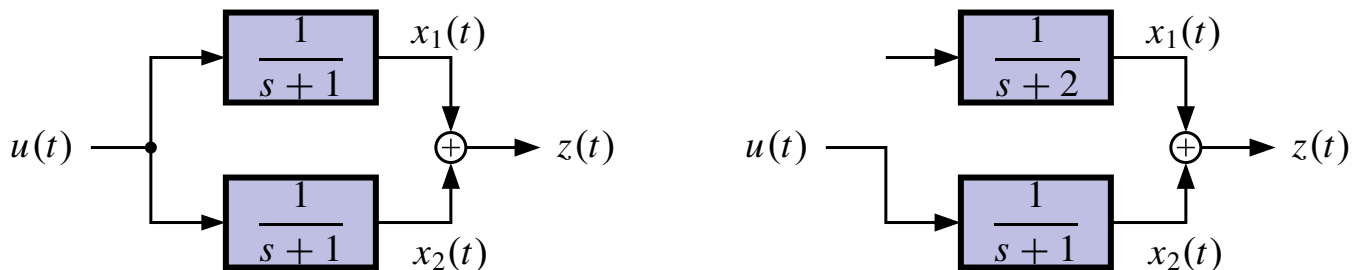 1
s + 1
x₁(t)
u(t)
+
z(t)
1
s + 1
x₂(t)
1
s + 2
x₁(t)
u(t)
+
z(t)
1
s + 1
x₂(t)